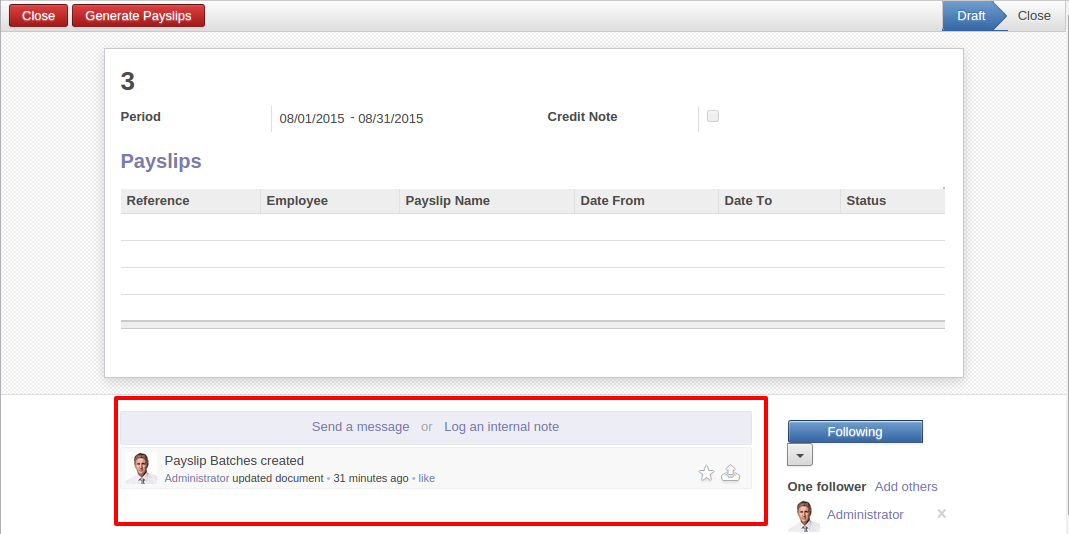 Close Generate Payslips Draft Close
3
Period 08/01/2015 - 08/31/2015 Credit Note
Payslips
Reference Employee Payslip Name Date From Date To Status
Send a message or Log an internal note
Following
Payslip Batches created
Administrator updated document • 31 minutes ago • like
One follower Add others
Administrator x